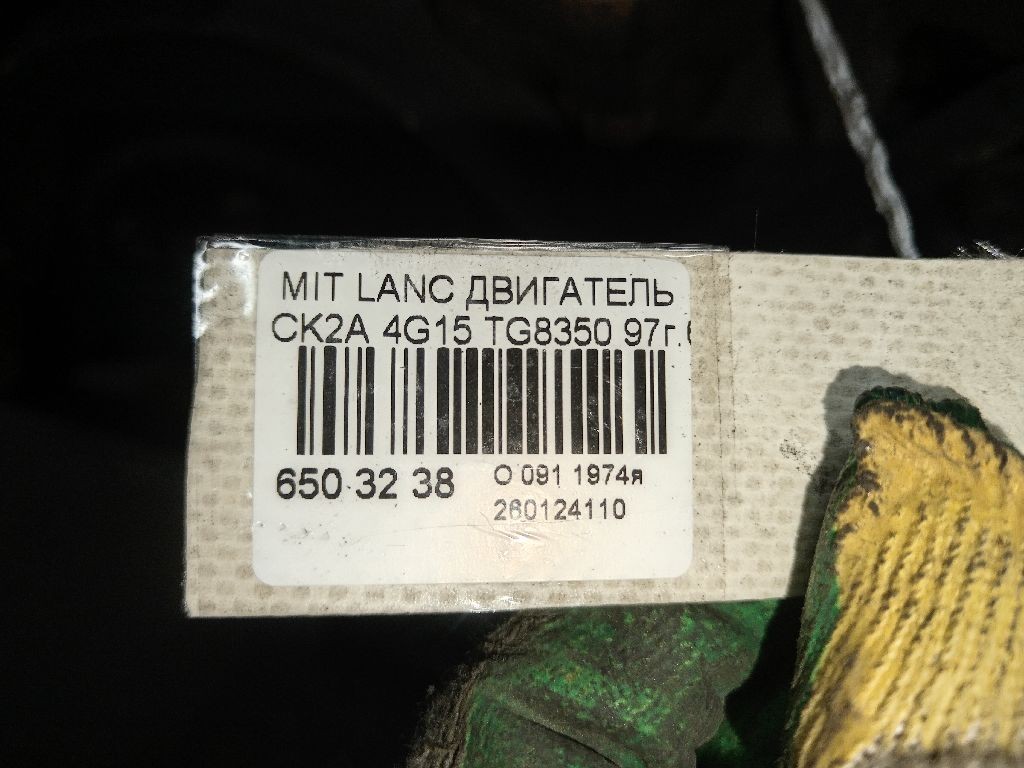 MIT LANC ДВИГАТЕЛЬ
CK2A 4G15 TG8350 97г.
650 32 38
О 091 1974я
260124110